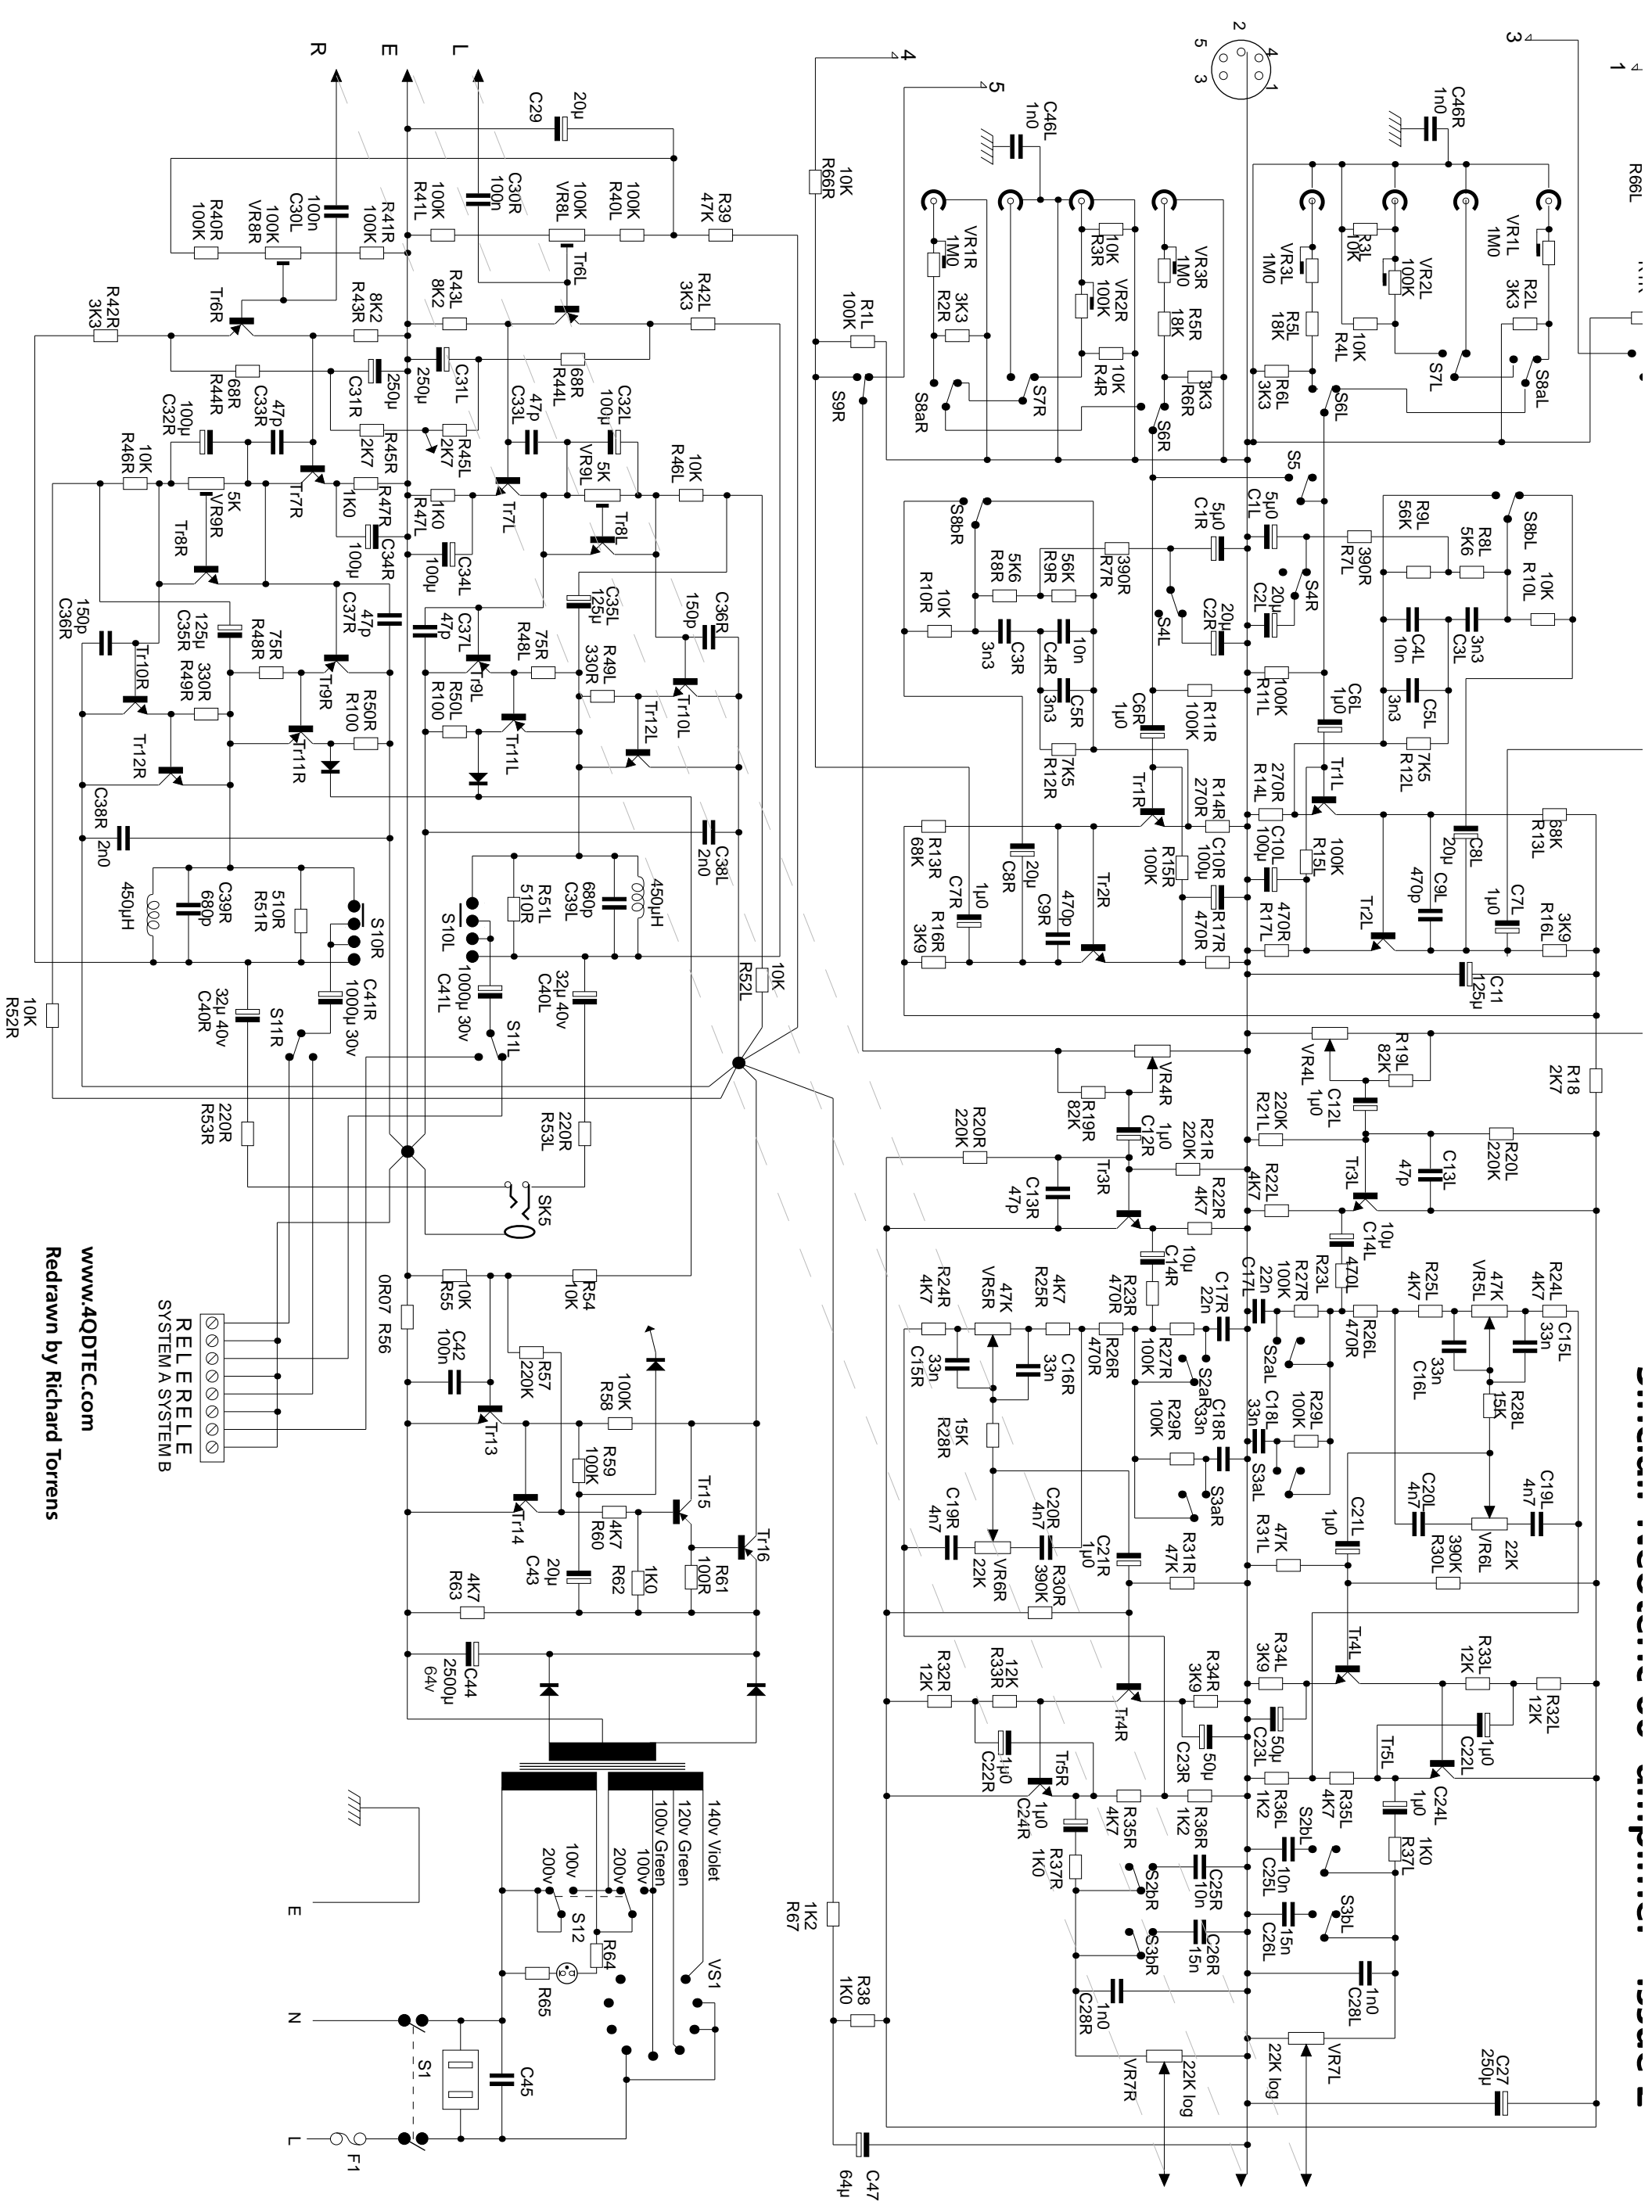 R
E
L
20µ
C29
C30R
100n
100n
C30L
R40R
100K
100K
VR8R
R41R
100K
100K
R41L
100K
VR8L
100K
R40L
R39
47K
Tr6L
Tr6R
R42R
3K3
8K2
R43R
R43L
8K2
R42L
3K3
68R
R44R
C31R
250µ
250µ
C31L
68R
R44L
100µ
C32R
47p
C33R
2K7
R45R
R45L
2K7
47p
C33L
C32L
100µ
10K
R46R
5K
VR9R
Tr7R
1K0
R47R
1K0
R47L
Tr7L
5K
VR9L
Tr8L
10K
R46L
Tr8R
100µ
C34R
C34L
100µ
150p
C36R
125µ
C35R
75R
R48R
47p
C37R
C37L
47p
75R
R48L
C35L
125µ
150p
C36R
Tr10R
330R
R49R
Tr9R
R50R
R100
R50L
R100
Tr9L
R49L
330R
Tr10L
Tr12R
Tr11R
Tr11L
Tr12L
C38R
2n0
C38L
2n0
450µH
C39R
680p
510R
R51R
S10R
S10L
R51L
510R
680p
C39L
450µH
10K
R52R
32µ 40v
C40R
S11R
C41R
1000µ 30v
1000µ 30v
C41L
S11L
32µ 40v
C40L
10K
R52L
220R
R53R
220R
R53L
SK5
0R07 R56
10K
R55
R54
10K
C42
100n
R57
220K
100K
R58
Tr13
R59
100K
Tr14
4K7
R60
Tr15
Tr16
20µ
C43
1K0
R62
R61
100R
4K7
R63
C44
2500µ
64v
140v Violet
120v Green
100v Green
100v
200v
100v
200v
S12
R64
R65
VS1
C45
S1
F1
E
N
L
R E L E R E L E
SYSTEM A SYSTEM B
www.4QDTEC.com
Redrawn by Richard Torrens
4
5
2
4
1
5
3
3
1
10K
R66R
R66L
C46L
1n0
C46R
1n0
VR1R
1M0
3K3
R2R
10K
R3R
VR2R
100K
VR3R
1M0
R5R
18K
10K
R4R
3K3
R6R
R1L
100K
S9R
S8aR
S7R
S6R
VR3L
1M0
R3L
10K
VR2L
100K
VR1L
1M0
R5L
18K
R2L
3K3
10K
R4L
R6L
3K3
S6L
S7L
S8aL
S8bR
5µ0
C1R
S5
5µ0
C1L
R9L
56K
R8L
5K6
S8bL
390R
R7R
390R
R7L
5K6
R8R
56K
R9R
10K
R10R
10K
R10L
3n3
C3R
10n
C4R
C5R
3n3
S4L
20µ
C2R
20µ
C2L
S4R
C4L
10n
3n3
C3L
C5L
3n3
7K5
R12R
7K5
R12L
R11R
100K
100K
R11L
C6R
1µ0
C6L
1µ0
Tr1R
R14R
270R
270R
R14L
Tr1L
R13R
68K
68K
R13L
20µ
C8R
1µ0
C7R
470p
C9R
Tr2R
R15R
100K
100K
R15L
C10R
100µ
C10L
100µ
R17R
470R
470R
R17L
Tr2L
C9L
470p
C8L
20µ
C7L
1µ0
R16R
3K9
3K9
R16L
C11
125µ
R18
2K7
VR4R
R19R
82K
1µ0
C12R
VR4L
R19L
82K
C12L
1µ0
R20R
220K
R20L
220K
R21R
220K
220K
R21L
C13R
47p
C13L
47p
Tr3R
Tr3L
R22R
4K7
R22L
4K7
10µ
C14R
10µ
C14L
R23R
470R
R23L
470L
R24R
4K7
R24L
4K7
47K
VR5R
47K
VR5L
4K7
R25R
R25L
4K7
C15R
33n
C15L
33n
C16R
33n
33n
C16L
R26R
470R
R26L
470R
R27R
100K
R27R
100K
C17R
22n
C17L
22n
S2aR
S2aL
15K
R28R
R28L
15K
R29R
100K
R29L
100K
C18R
33n
C18L
33n
S3aR
S3aL
C19R
4n7
C19L
4n7
C20R
4n7
C20L
4n7
VR6R
22K
VR6L
22K
C21R
1µ0
C21L
1µ0
R30R
390K
390K
R30L
R31R
47K
47K
R31L
R32R
12K
R32L
12K
12K
R33R
R33L
12K
R34R
3K9
R34L
3K9
Tr4R
Tr4L
50µ
C23R
50µ
C23L
1µ0
C22R
1µ0
C22L
Tr5R
Tr5L
R35R
4K7
R35L
4K7
R36R
1K2
R36L
1K2
1µ0
C24R
C24L
1µ0
R37R
1K0
1K0
R37L
S2bR
S2bL
C25R
10n
10n
C25L
S3bR
S3bL
C26R
15n
15n
C26L
1n0
C28R
1n0
C28L
22K log
VR7R
VR7L
22K log
C27
250µ
1K2
R67
R38
1K0
C47
64µ